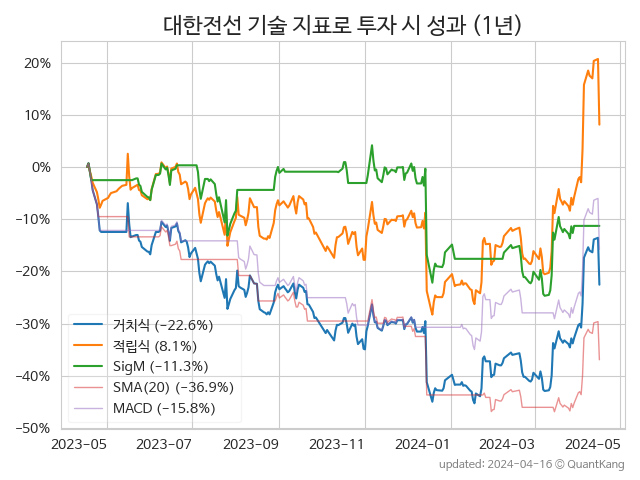 대한전선 기술 지표로 투자 시 성과 (1년)
20%
10%
0%
−10%
−20%
−30%
−40%
−50%
거치식 (−22.6%)
적립식 (8.1%)
SigM (−11.3%)
SMA(20) (−36.9%)
MACD (−15.8%)
2023-05 2023-07 2023-09 2023-11 2024-01 2024-03 2024-05
updated: 2024-04-16 © QuantKang